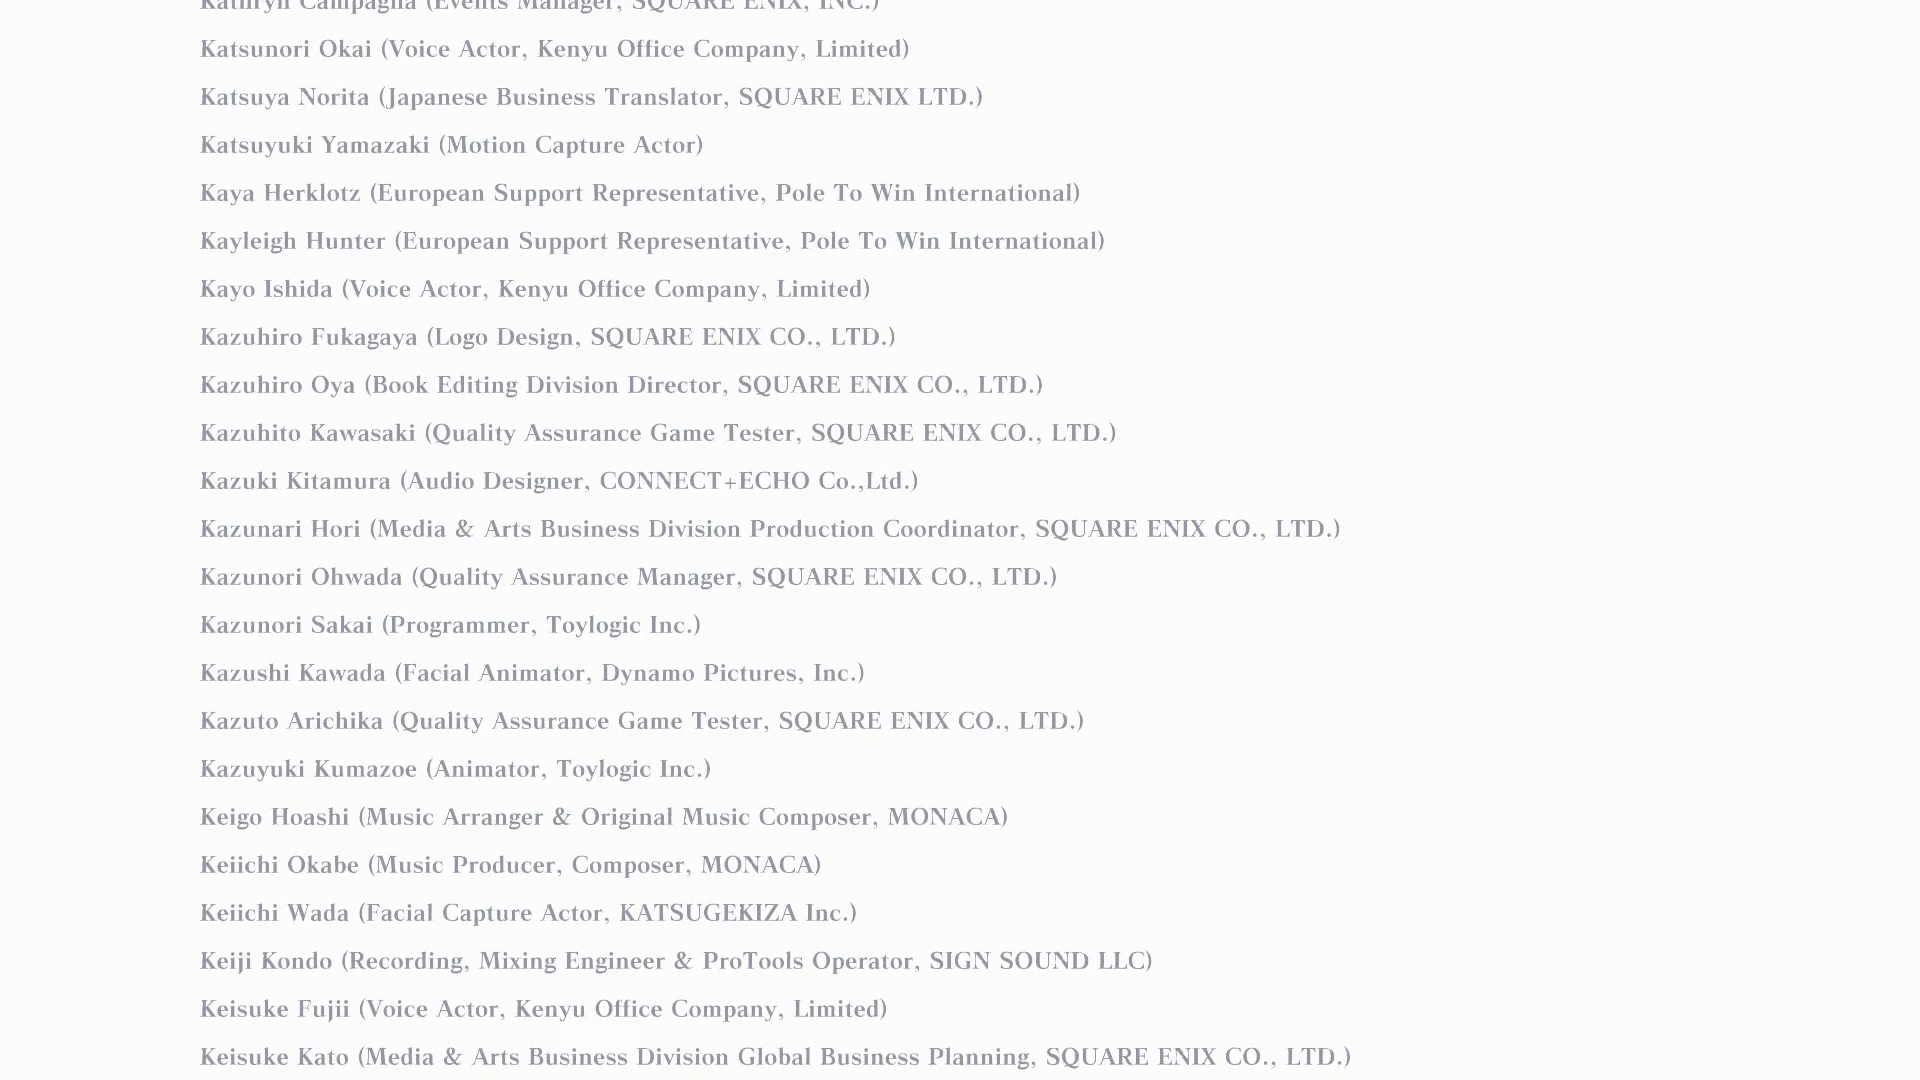 Kathryn Campagna (Events Manager, SQUARE ENIX, INC.)
Katsunori Okai (Voice Actor, Kenyu Office Company, Limited)
Katsuya Norita (Japanese Business Translator, SQUARE ENIX LTD.)
Katsuyuki Yamazaki (Motion Capture Actor)
Kaya Herklotz (European Support Representative, Pole To Win International)
Kayleigh Hunter (European Support Representative, Pole To Win International)
Kayo Ishida (Voice Actor, Kenyu Office Company, Limited)
Kazuhiro Fukagaya (Logo Design, SQUARE ENIX CO., LTD.)
Kazuhiro Oya (Book Editing Division Director, SQUARE ENIX CO., LTD.)
Kazuhito Kawasaki (Quality Assurance Game Tester, SQUARE ENIX CO., LTD.)
Kazuki Kitamura (Audio Designer, CONNECT+ECHO Co.,Ltd.)
Kazunari Hori (Media & Arts Business Division Production Coordinator, SQUARE ENIX CO., LTD.)
Kazunori Ohwada (Quality Assurance Manager, SQUARE ENIX CO., LTD.)
Kazunori Sakai (Programmer, Toylogic Inc.)
Kazushi Kawada (Facial Animator, Dynamo Pictures, Inc.)
Kazuto Arichika (Quality Assurance Game Tester, SQUARE ENIX CO., LTD.)
Kazuyuki Kumazoe (Animator, Toylogic Inc.)
Keigo Hoashi (Music Arranger & Original Music Composer, MONACA)
Keiichi Okabe (Music Producer, Composer, MONACA)
Keiichi Wada (Facial Capture Actor, KATSUGEKIZA Inc.)
Keiji Kondo (Recording, Mixing Engineer & ProTools Operator, SIGN SOUND LLC)
Keisuke Fujii (Voice Actor, Kenyu Office Company, Limited)
Keisuke Kato (Media & Arts Business Division Global Business Planning, SQUARE ENIX CO., LTD.)